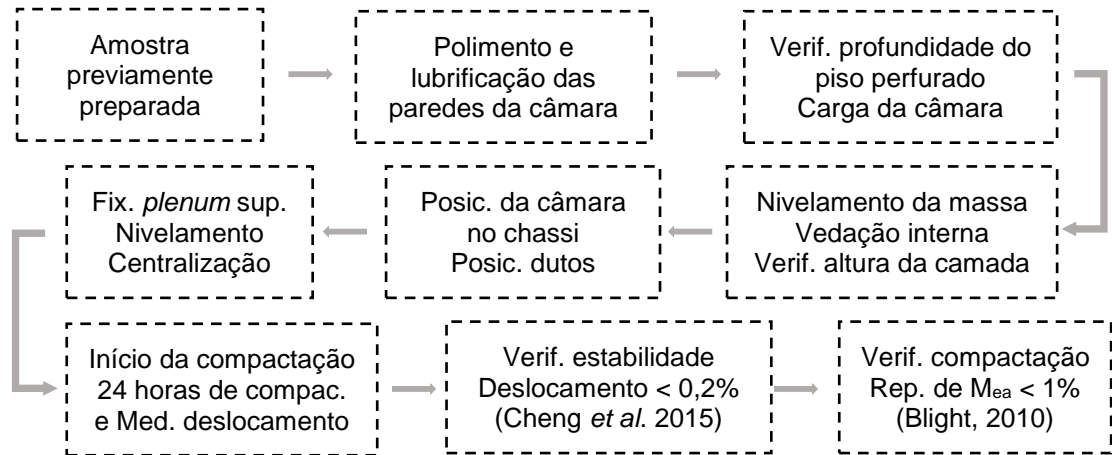 Amostra
previamente
preparada
Polimento e
lubrificação das
paredes da câmara
Verif. profundidade do
piso perfurado
Carga da câmara
Nivelamento da massa
Vedação interna
Verif. altura da camada
Posic. da câmara
no chassi
Posic. dutos
Fix. plenum sup.
Nivelamento
Centralização
Início da compactação
24 horas de compac.
e Med. deslocamento
Verif. estabilidade
Deslocamento < 0,2%
(Cheng et al. 2015)
Verif. compactação
Rep. de Mea < 1%
(Blight, 2010)